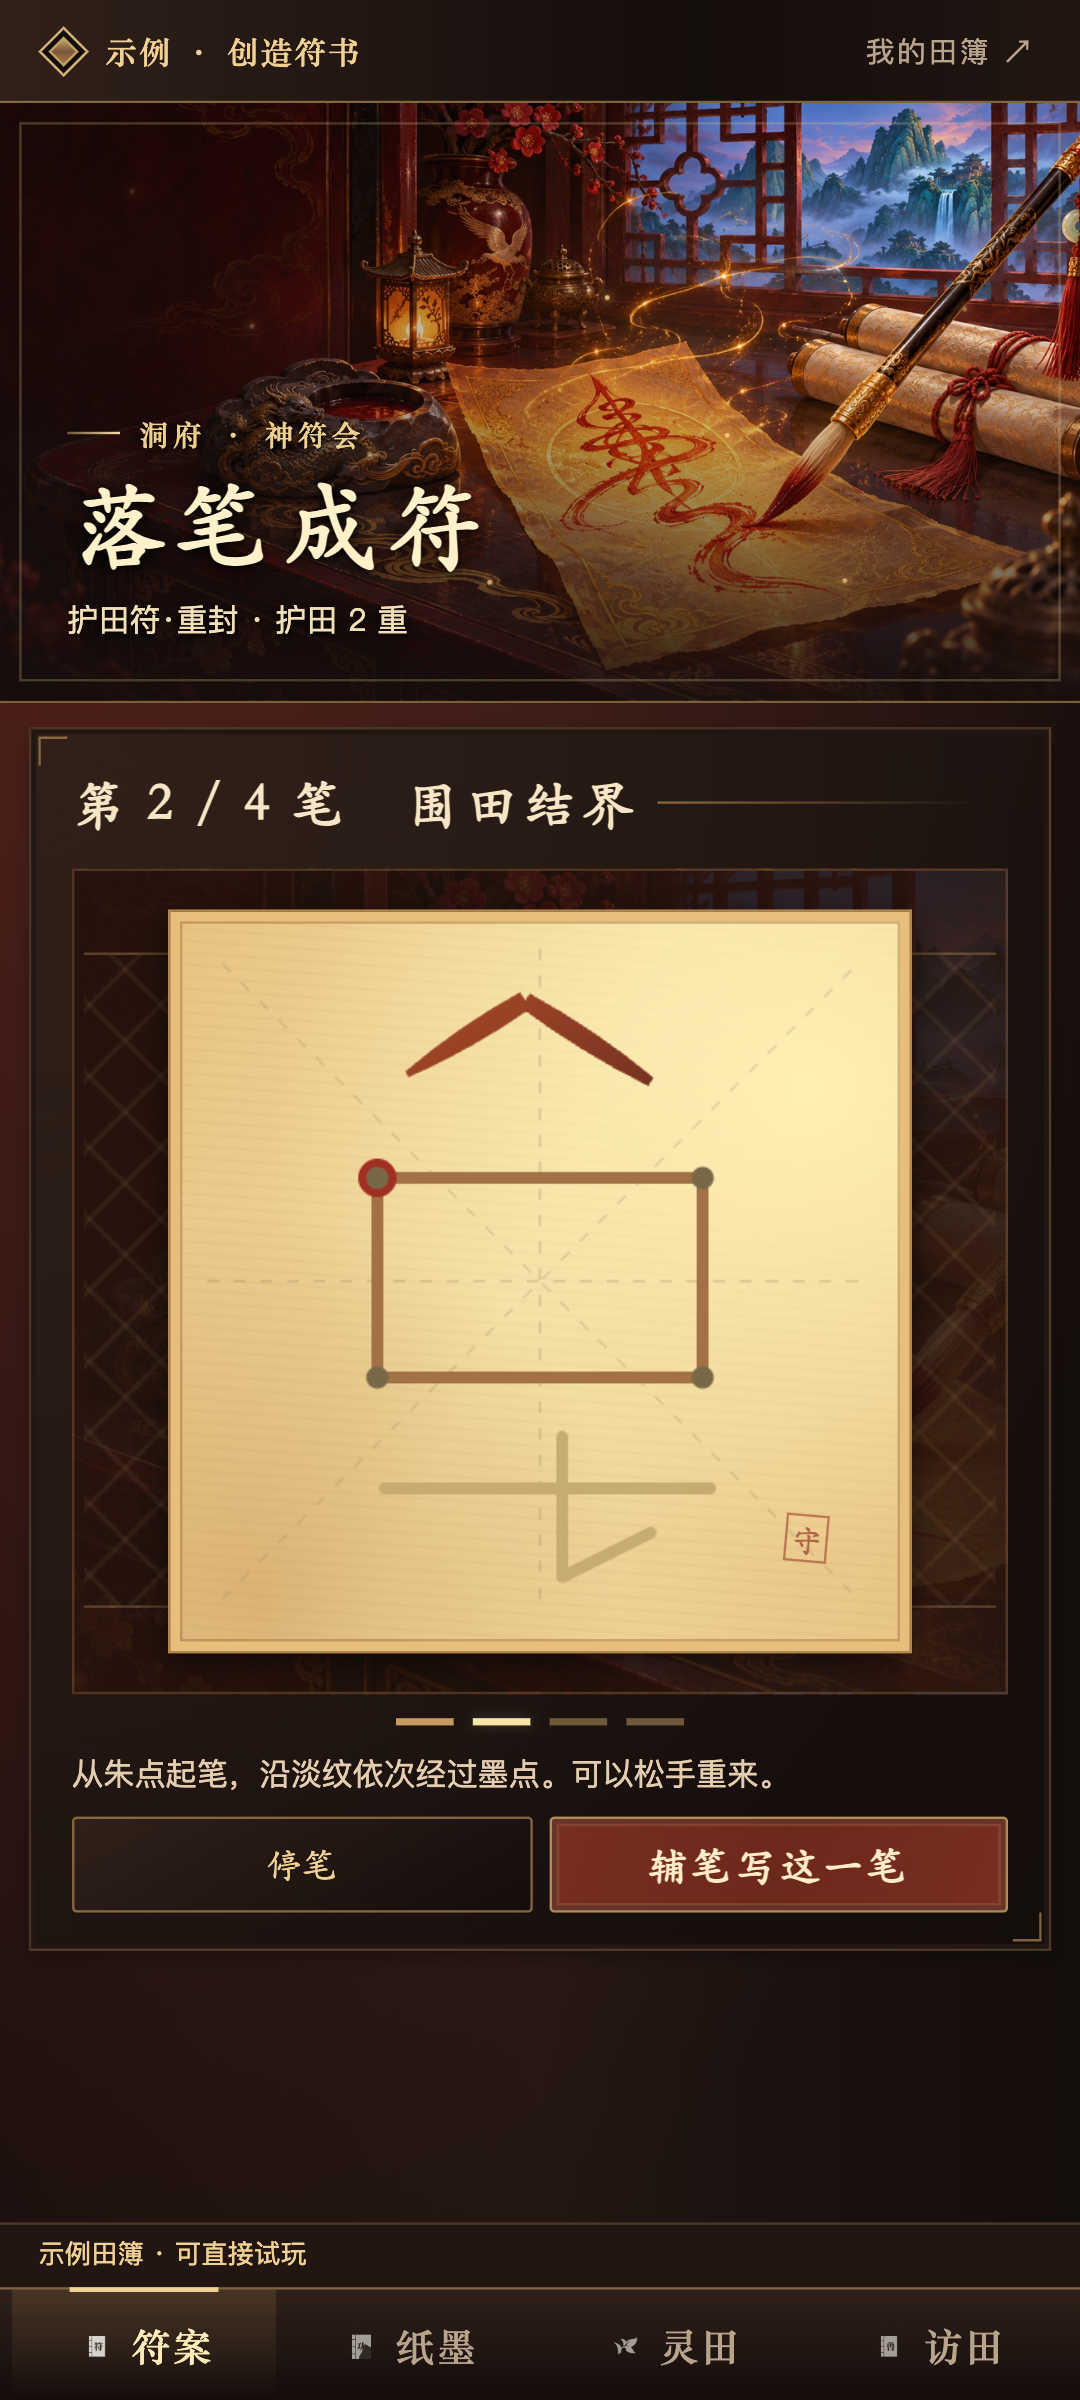 示例 · 创造符书
我的田簿 ↗
洞府 · 神符会
落笔成符
护田符·重封 · 护田 2 重
第 2 / 4 笔 围田结界
守
从朱点起笔，沿淡纹依次经过墨点。可以松手重来。
停笔
辅笔写这一笔
示例田簿 · 可直接试玩
符案
纸墨
灵田
访田